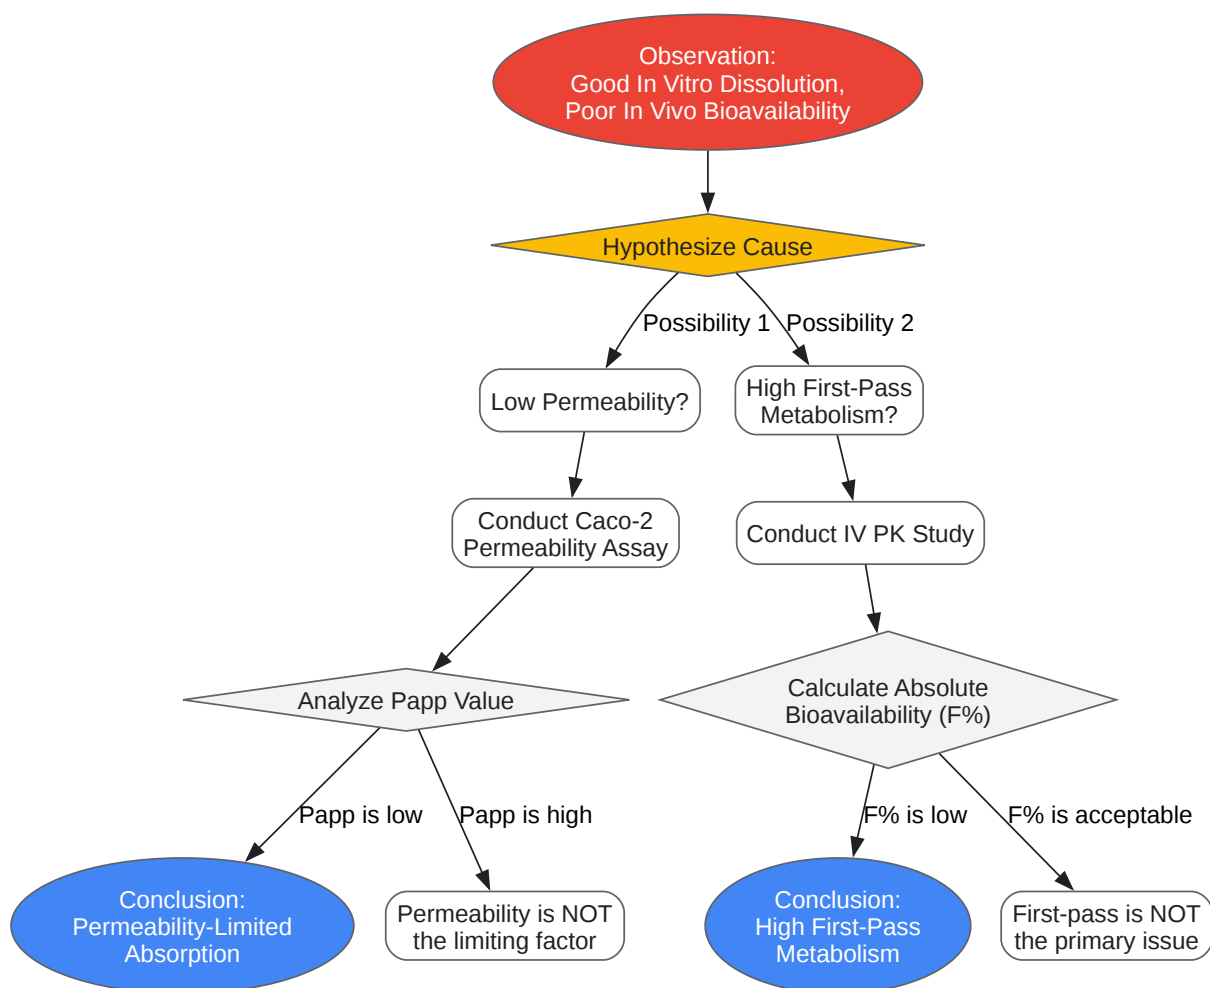 Observation:
Good In Vitro Dissolution,
Poor In Vivo Bioavailability
Hypothesize Cause
Possibility 1
Possibility 2
Low Permeability?
High First-Pass
Metabolism?
Conduct Caco-2
Permeability Assay
Conduct IV PK Study
Analyze Papp Value
Calculate Absolute
Bioavailability (F%)
Papp is low
Papp is high
F% is low
F% is acceptable
Conclusion:
Permeability-Limited
Absorption
Permeability is NOT
the limiting factor
Conclusion:
High First-Pass
Metabolism
First-pass is NOT
the primary issue